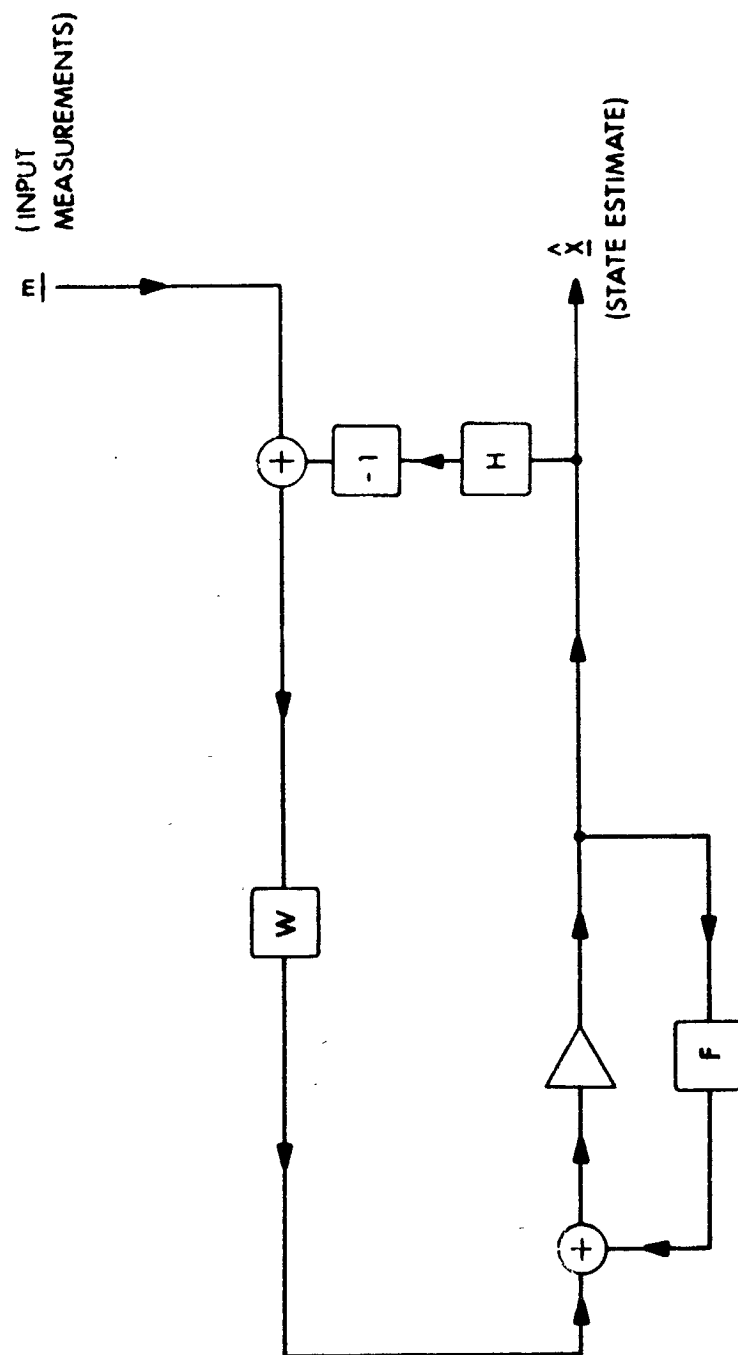 m (INPUT
MEASUREMENTS)
+
-1
H
X̂
(STATE ESTIMATE)
W
F
+